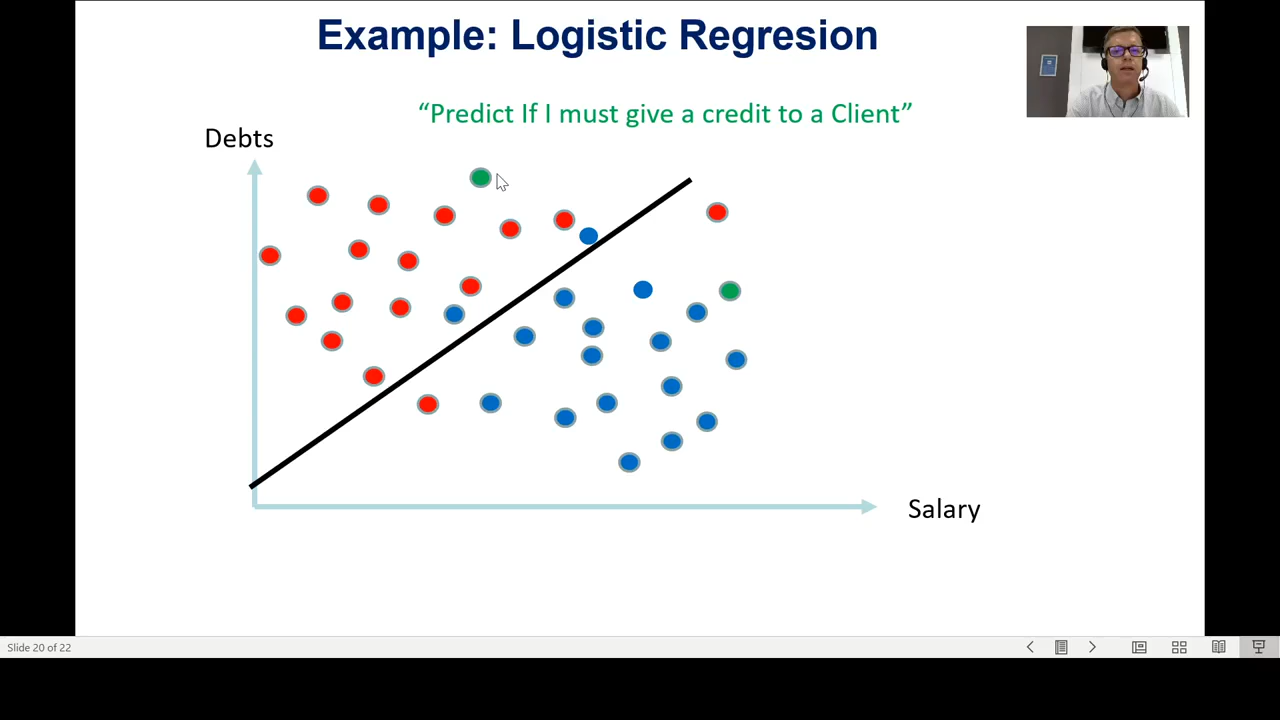 Example: Logistic Regresion
“Predict If I must give a credit to a Client”
Debts
Salary
Slide 20 of 22